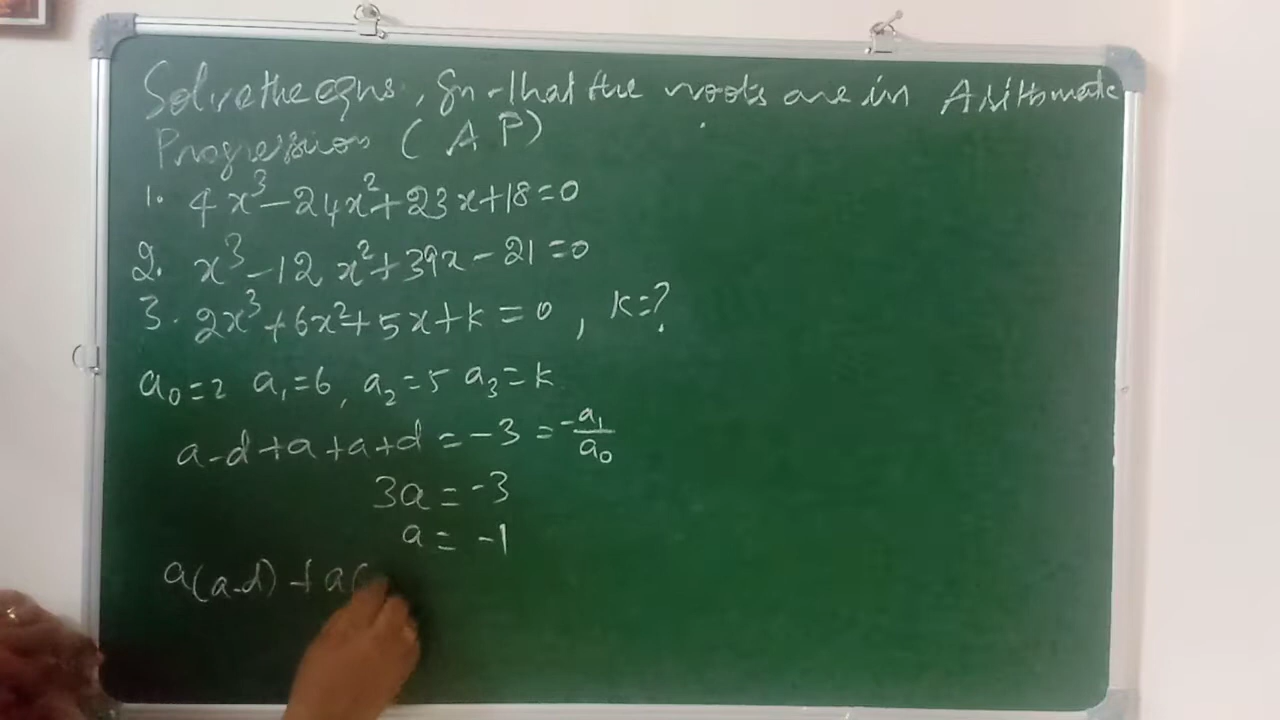 Solve the eqns, Gn. that the roots are in Arithmetic
Progression (AP)
1. 4x³-24x²+23x+18=0
2. x³-12x²+39x-21=0
3. 2x³+6x²+5x+k=0, k=?
a₀=2 a₁=6, a₂=5 a₃=k
a-d+a+a+d=-3=-a₁/a₀
3a=-3
a=-1
a(a-d)+a(